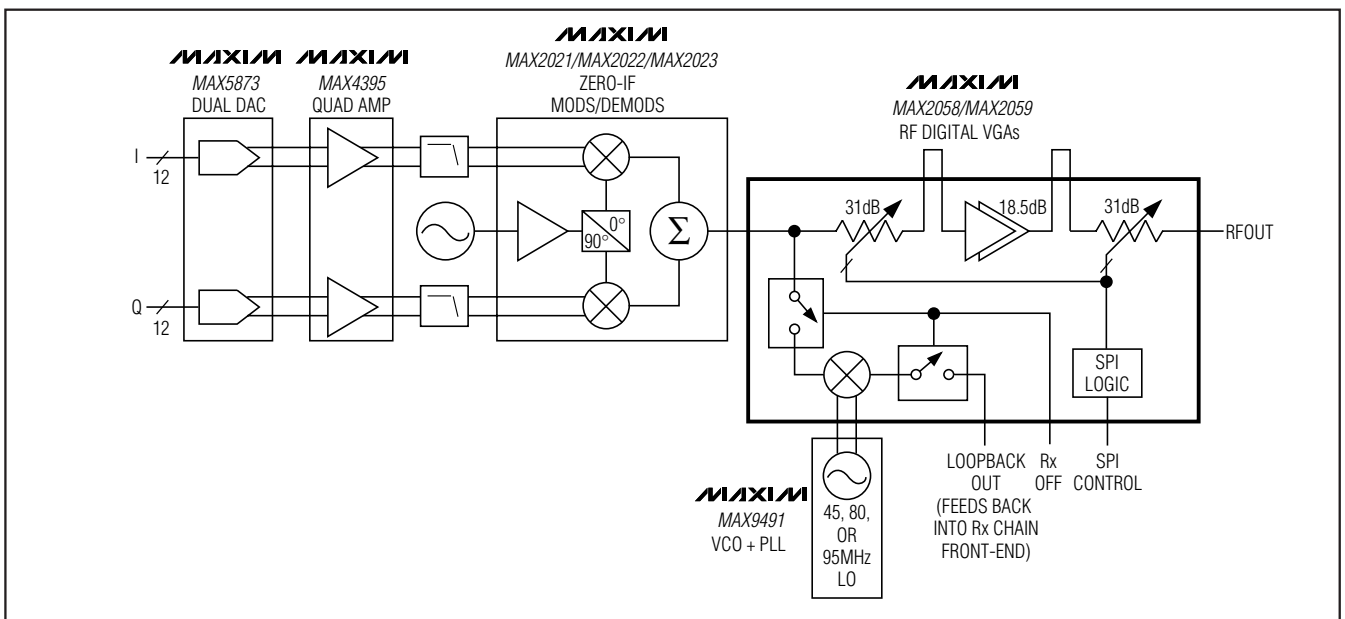 MAXIM
MAX5873
DUAL DAC
MAXIM
MAX4395
QUAD AMP
MAXIM
MAX2021/MAX2022/MAX2023
ZERO-IF
MODS/DEMODS
MAXIM
MAX2058/MAX2059
RF DIGITAL VGAs
I
12
Q
12
0°
90°
Σ
31dB
18.5dB
31dB
RFOUT
SPI
LOGIC
LOOPBACK
OUT
(FEEDS BACK
INTO Rx CHAIN
FRONT-END)
Rx
OFF
SPI
CONTROL
MAXIM
MAX9491
VCO + PLL
45, 80,
OR
95MHz
LO